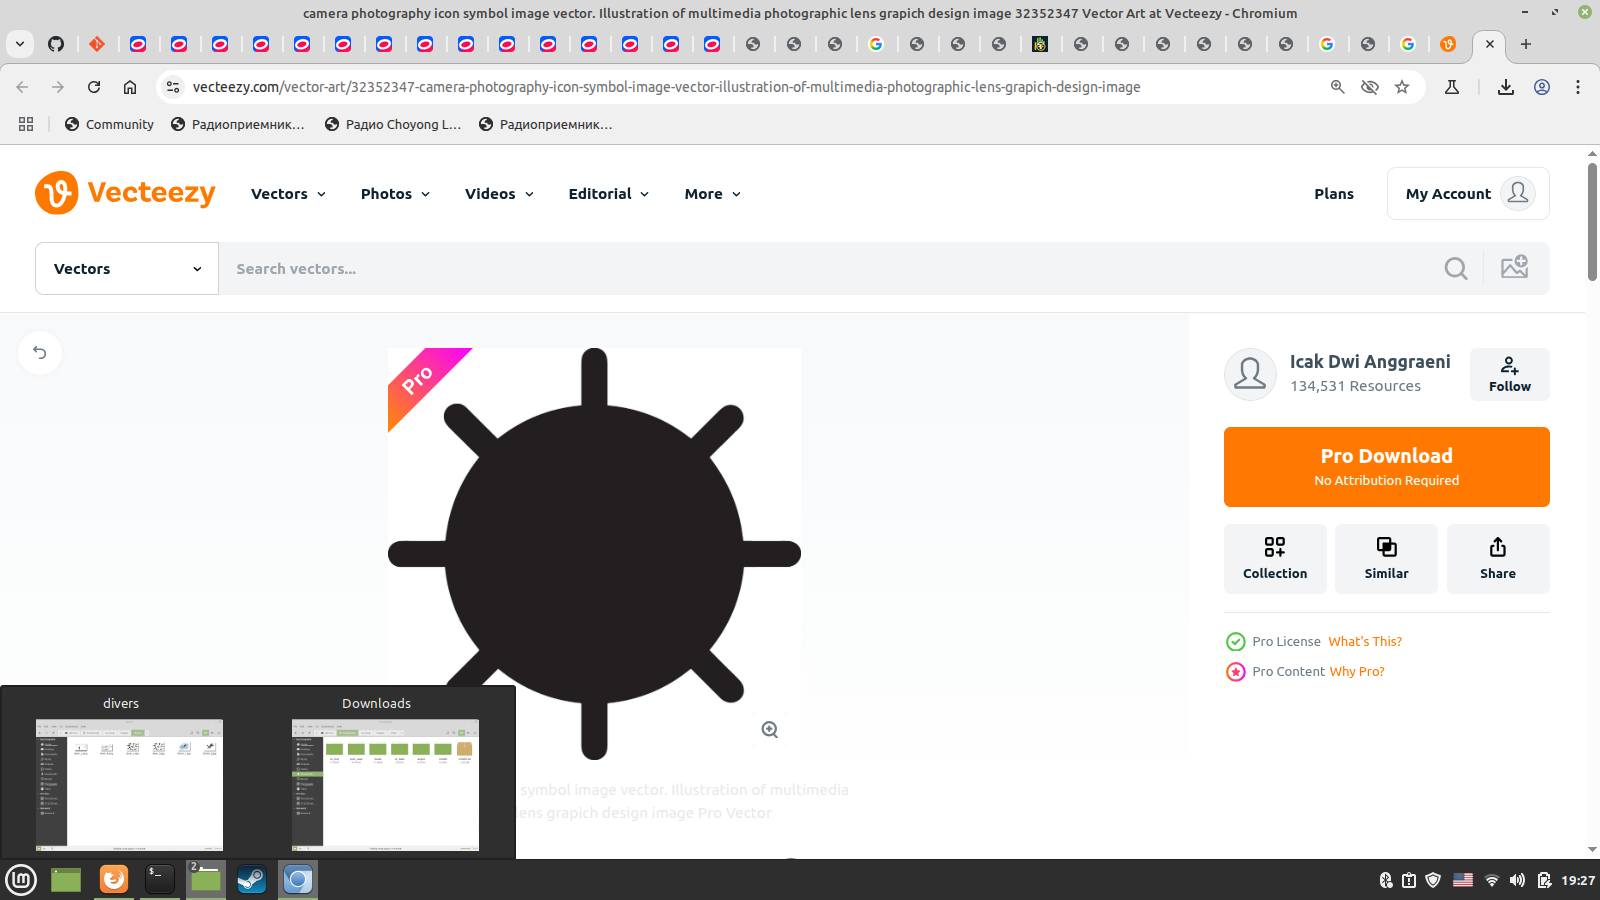 camera photography icon symbol image vector. Illustration of multimedia photographic lens grapich design image 32352347 Vector Art at Vecteezy - Chromium
vecteezy.com/vector-art/32352347-camera-photography-icon-symbol-image-vector-illustration-of-multimedia-photographic-lens-grapich-design-image
Community
Радиоприемник…
Радио Choyong L…
Радиоприемник…
Vecteezy
Vectors
Photos
Videos
Editorial
More
Plans
My Account
Vectors
Search vectors...
Pro
Icak Dwi Anggraeni
134,531 Resources
Follow
Pro Download
No Attribution Required
Collection
Similar
Share
Pro License What's This?
Pro Content Why Pro?
symbol image vector. Illustration of multimedia
lens grapich design image Pro Vector
divers
Downloads
2
19:27